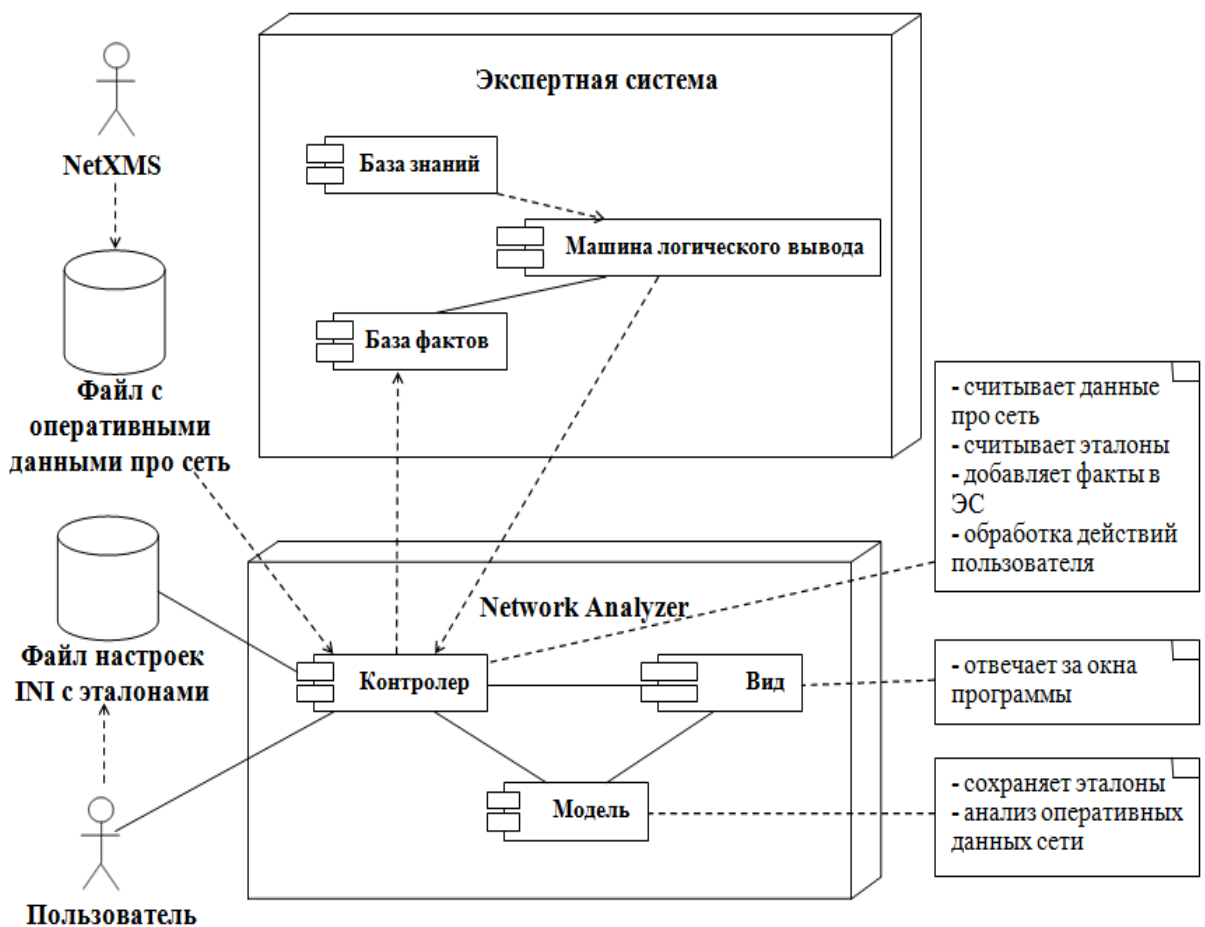 Экспертная система
NetXMS
База знаний
Машина логического вывода
База фактов
Файл с
оперативными
данными про сеть
- считывает данные
про сеть
- считывает эталоны
- добавляет факты в
ЭС
- обработка действий
пользователя
Network Analyzer
Файл настроек
INI с эталонами
Контролер
Вид
- отвечает за окна
программы
Модель
- сохраняет эталоны
- анализ оперативных
данных сети
Пользователь